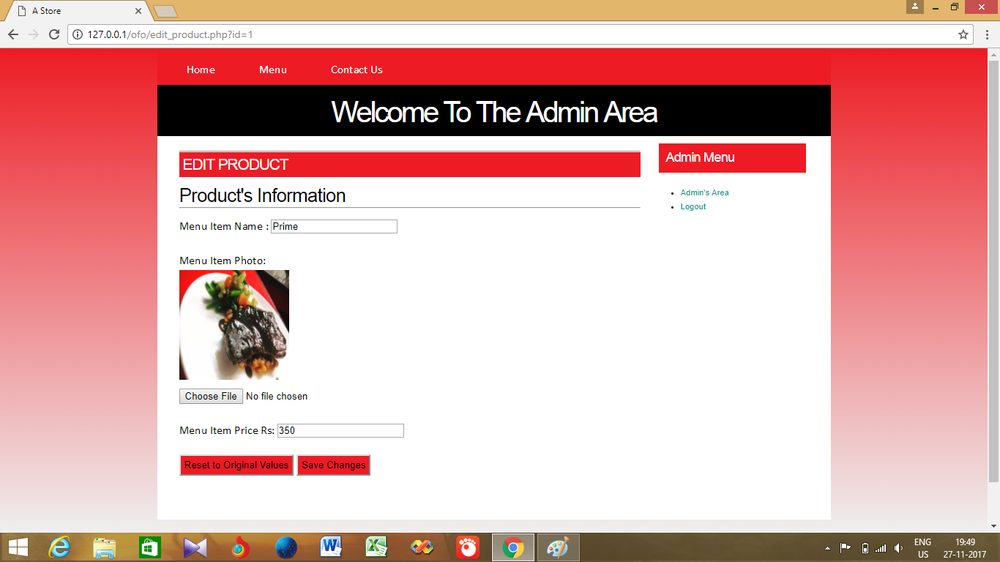 A Store
127.0.0.1/ofo/edit_product.php?id=1
Home Menu Contact Us
Welcome To The Admin Area
EDIT PRODUCT
Product's Information
Menu Item Name : Prime
Menu Item Photo:
Choose File No file chosen
Menu Item Price Rs: 350
Reset to Original Values Save Changes
Admin Menu
Admin's Area
Logout
ENG 19:49
US 27-11-2017